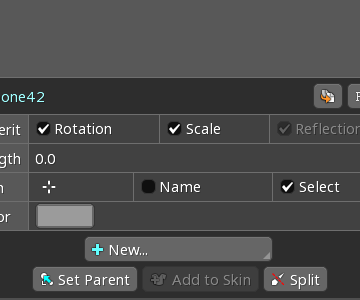 one42
erit Rotation Scale Reflection
gth 0.0
Name Select
or
New...
Set Parent Add to Skin Split